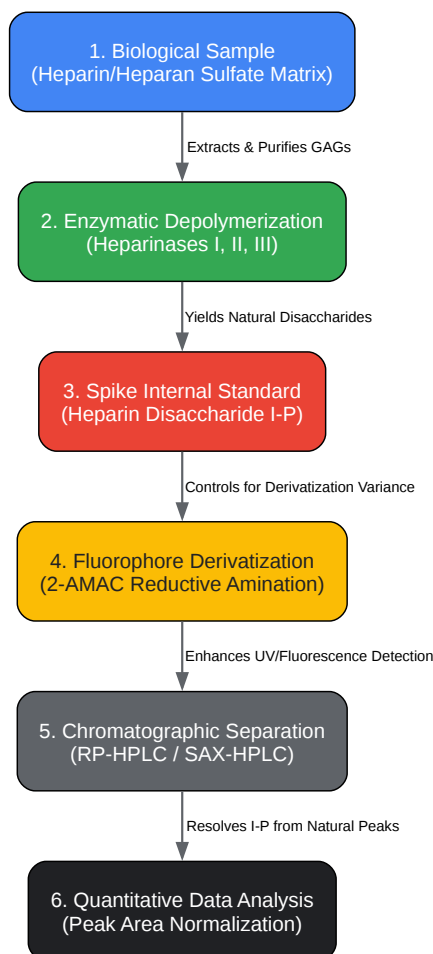 1. Biological Sample
(Heparin/Heparan Sulfate Matrix)
Extracts & Purifies GAGs
2. Enzymatic Depolymerization
(Heparinases I, II, III)
Yields Natural Disaccharides
3. Spike Internal Standard
(Heparin Disaccharide I-P)
Controls for Derivatization Variance
4. Fluorophore Derivatization
(2-AMAC Reductive Amination)
Enhances UV/Fluorescence Detection
5. Chromatographic Separation
(RP-HPLC / SAX-HPLC)
Resolves I-P from Natural Peaks
6. Quantitative Data Analysis
(Peak Area Normalization)